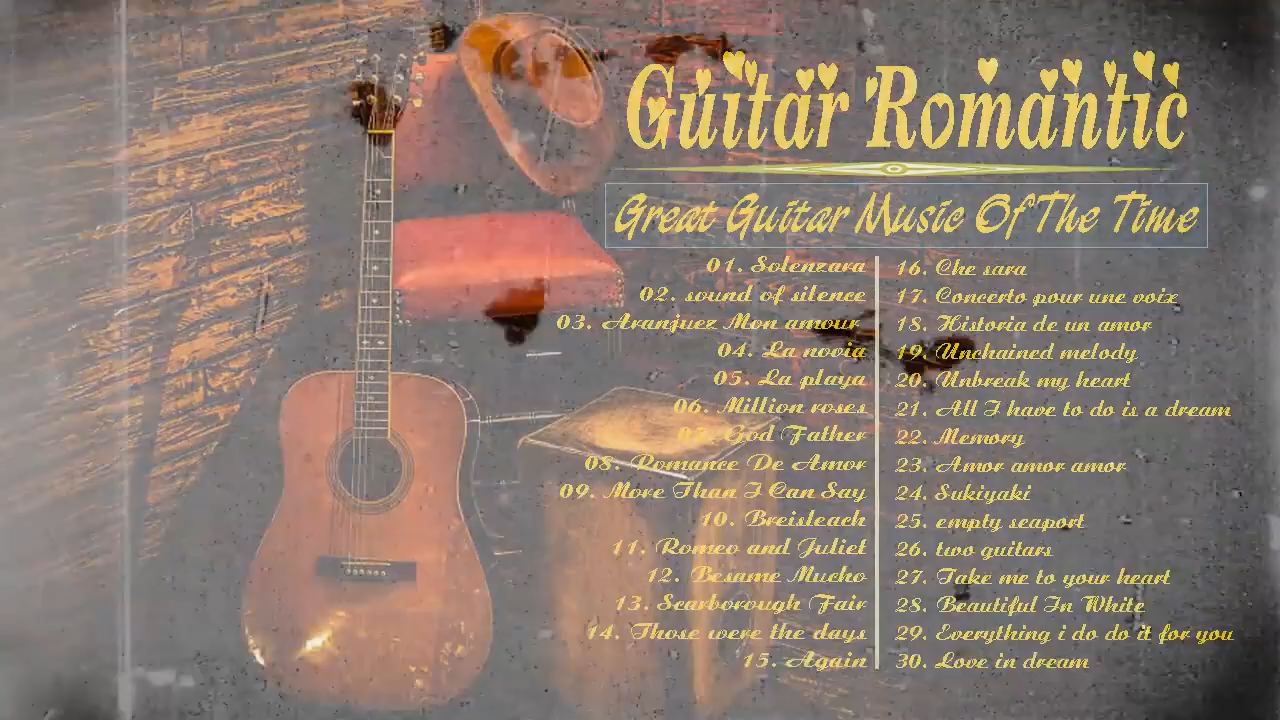 Guitar Romantic
Great Guitar Music Of The Time
01. Solenzara
02. sound of silence
03. Aranjuez Mon amour
04. La novia
05. La playa
06. Million roses
07. God Father
08. Romance De Amor
09. More Than I Can Say
10. Breisleach
11. Romeo and Juliet
12. Besame Mucho
13. Scarborough Fair
14. Those were the days
15. Again
16. Che sara
17. Concerto pour une voix
18. Historia de un amor
19. Unchained melody
20. Unbreak my heart
21. All I have to do is a dream
22. Memory
23. Amor amor amor
24. Sukiyaki
25. empty seaport
26. two guitars
27. Take me to your heart
28. Beautiful In White
29. Everything i do do it for you
30. Love in dream